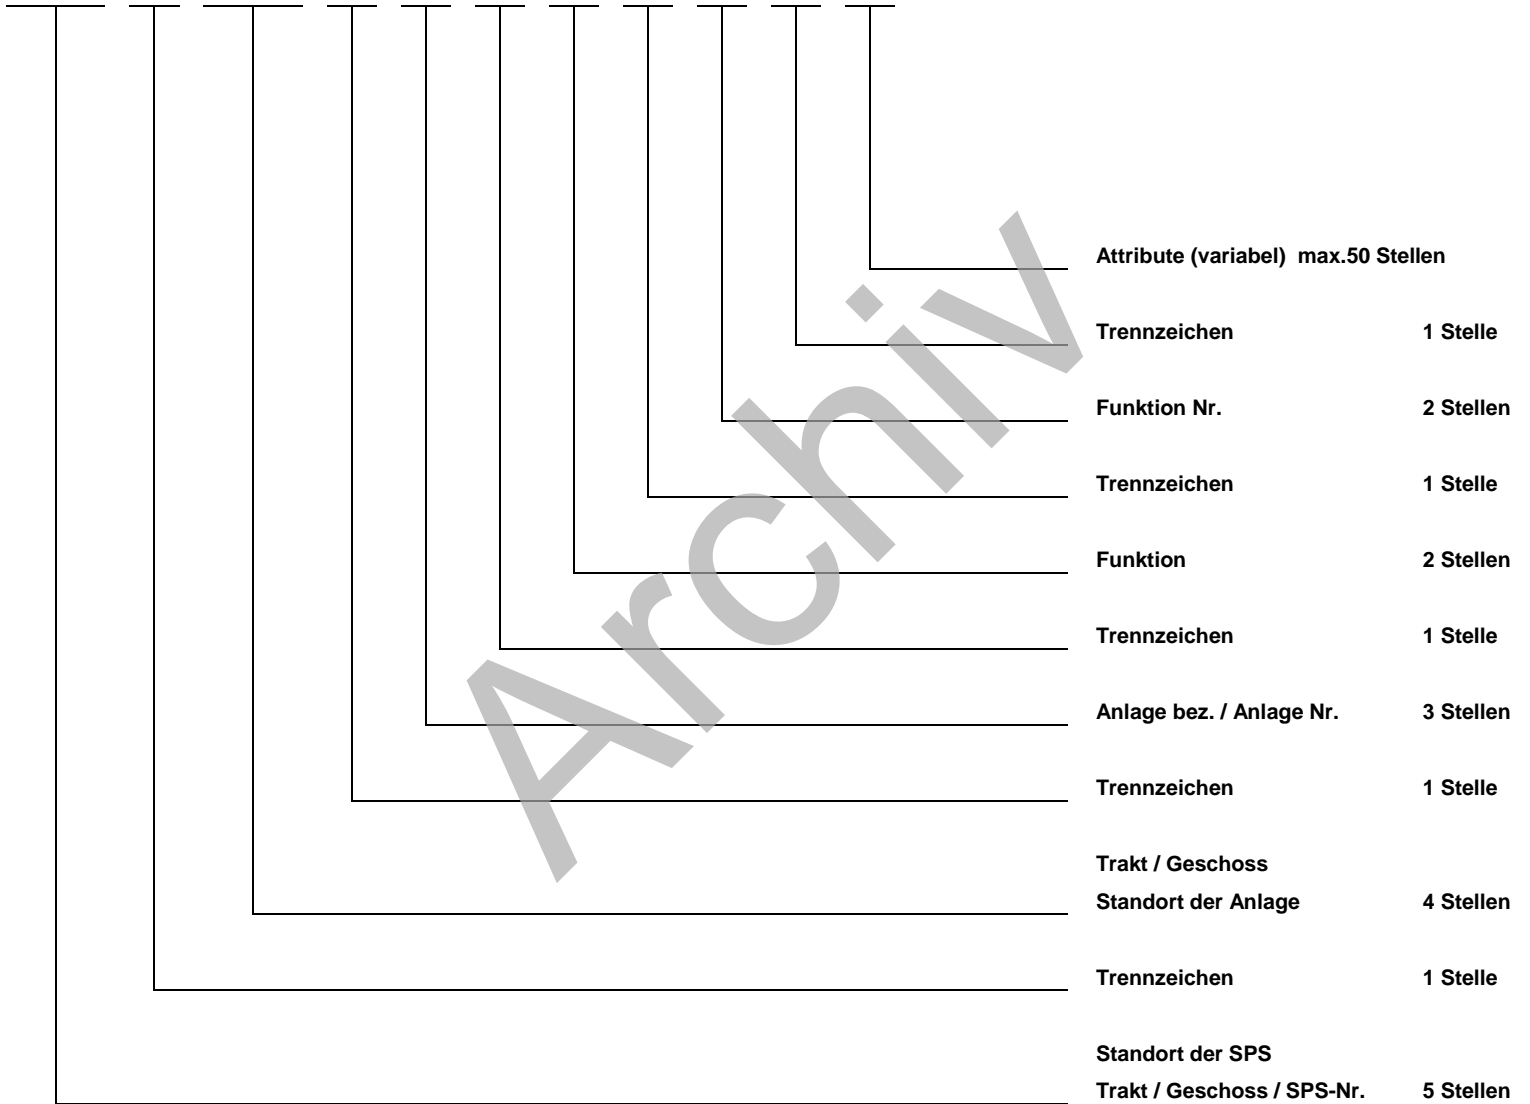 Attribute (variabel) max.50 Stellen
Trennzeichen 1 Stelle
Funktion Nr. 2 Stellen
Trennzeichen 1 Stelle
Funktion 2 Stellen
Trennzeichen 1 Stelle
Anlage bez. / Anlage Nr. 3 Stellen
Trennzeichen 1 Stelle
Trakt / Geschoss
Standort der Anlage 4 Stellen
Trennzeichen 1 Stelle
Standort der SPS
Trakt / Geschoss / SPS-Nr. 5 Stellen
Archiv